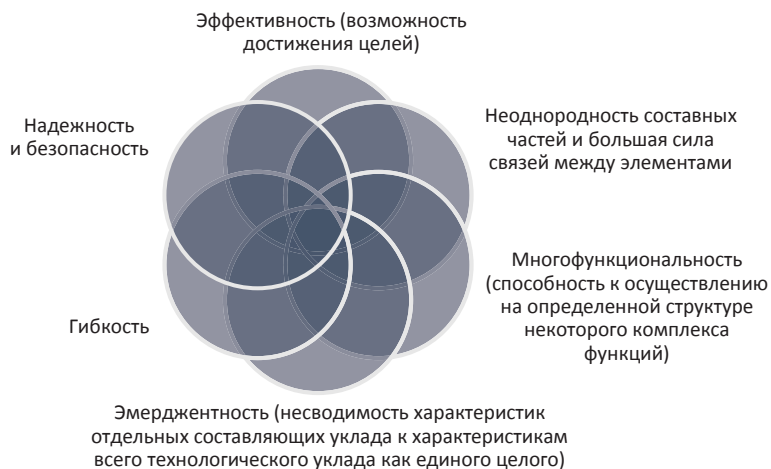 Эффективность (возможность
достижения целей)
Неоднородность составных
частей и большая сила
связей между элементами
Многофункциональность
(способность к осуществлению
на определенной структуре
некоторого комплекса
функций)
Эмерджентность (несводимость характеристик
отдельных составляющих уклада к характеристикам
всего технологического уклада как единого целого)
Гибкость
Надежность
и безопасность